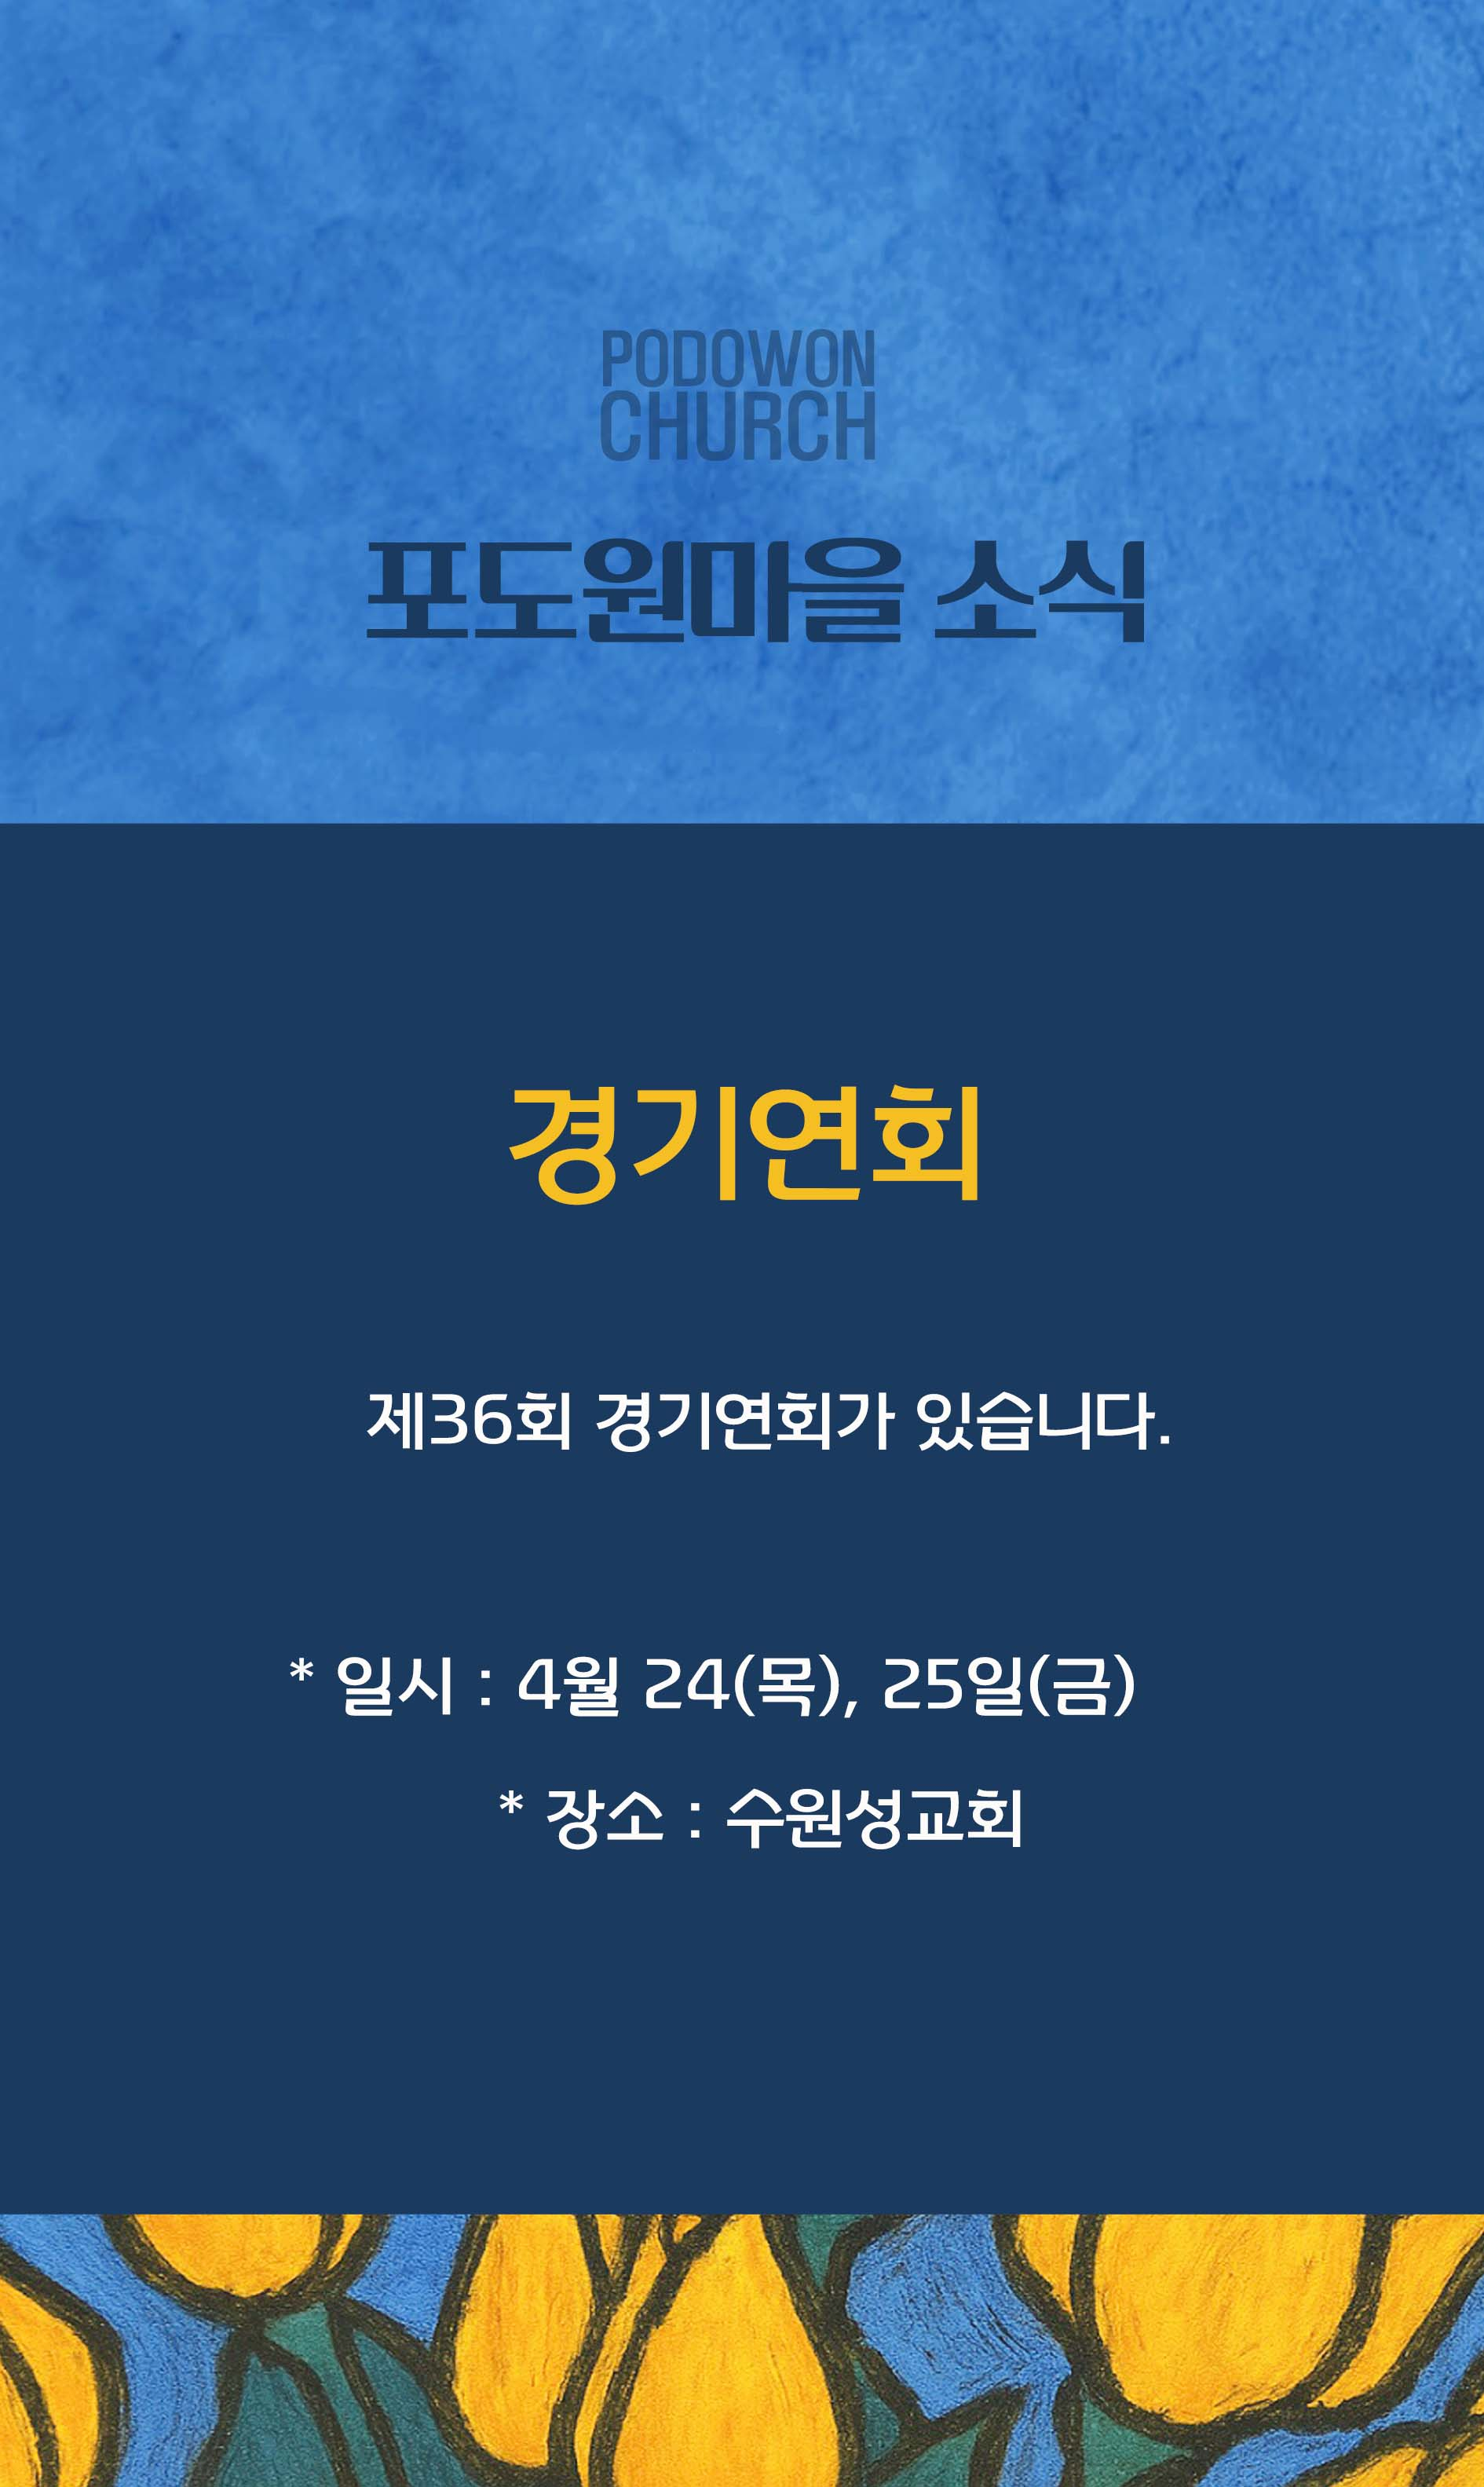 PODOWON
CHURCH
포도원마을 소식
경기연회
제36회 경기연회가 있습니다.
* 일시 : 4월 24(목), 25일(금)
* 장소 : 수원성교회